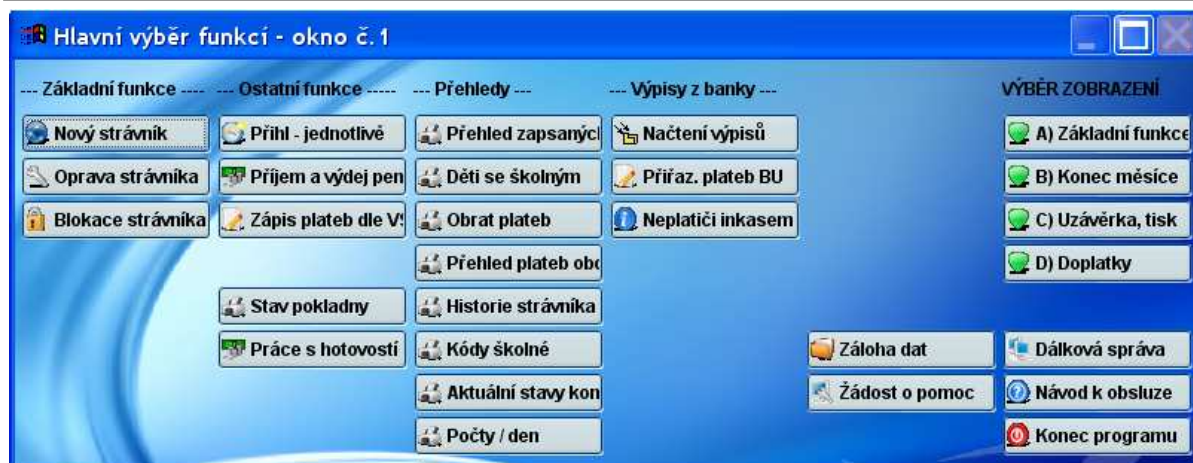 Hlavní výběr funkcí - okno č.1
--- Základní funkce ----
Nový strávník
Oprava strávníka
Blokace strávníka
--- Ostatní funkce -----
Přihl - jednotlivě
Příjem a výdej pen
Zápis plateb dle VS
Stav pokladny
Práce s hotovostí
--- Přehledy ---
Přehled zapsanýc
Děti se školným
Obrat plateb
Přehled plateb obd
Historie strávníka
Kódy školné
Aktuální stavy kon
Počty / den
--- Výpisy z banky ---
Načtení výpisů
Přiřaz. plateb BU
Neplatiči inkasem
Záloha dat
Žádost o pomoc
VÝBĚR ZOBRAZENÍ
A) Základní funkce
B) Konec měsíce
C) Uzávěrka, tisk
D) Doplatky
Dálková správa
Návod k obsluze
Konec programu